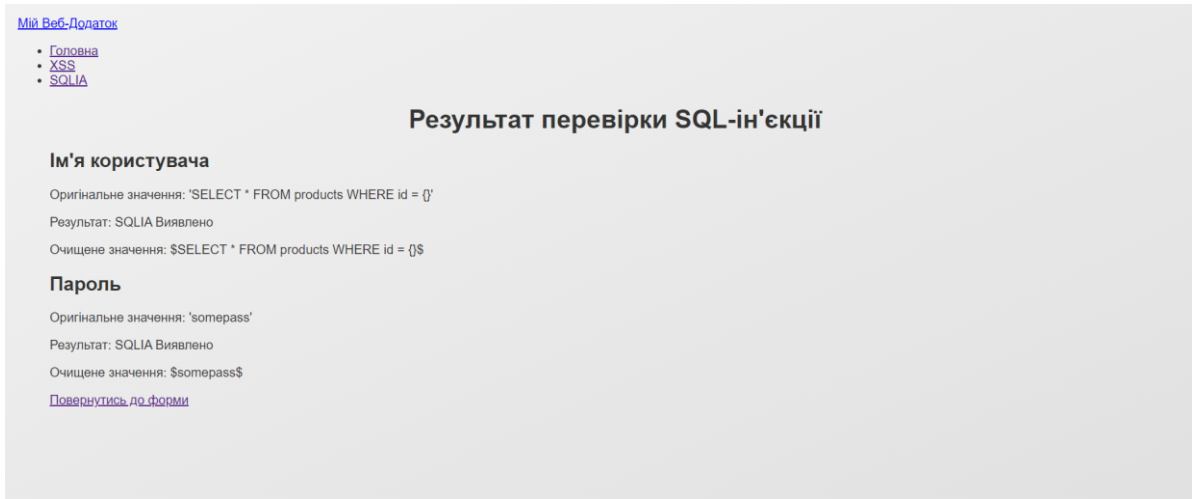 Мій Веб-Додаток
Головна
XSS
SQLIA
Результат перевірки SQL-ін'єкції
Ім'я користувача
Оригінальне значення: 'SELECT * FROM products WHERE id = {}'
Результат: SQLIA Виявлено
Очищене значення: $SELECT * FROM products WHERE id = {}$
Пароль
Оригінальне значення: 'somepass'
Результат: SQLIA Виявлено
Очищене значення: $somepass$
Повернутись до форми